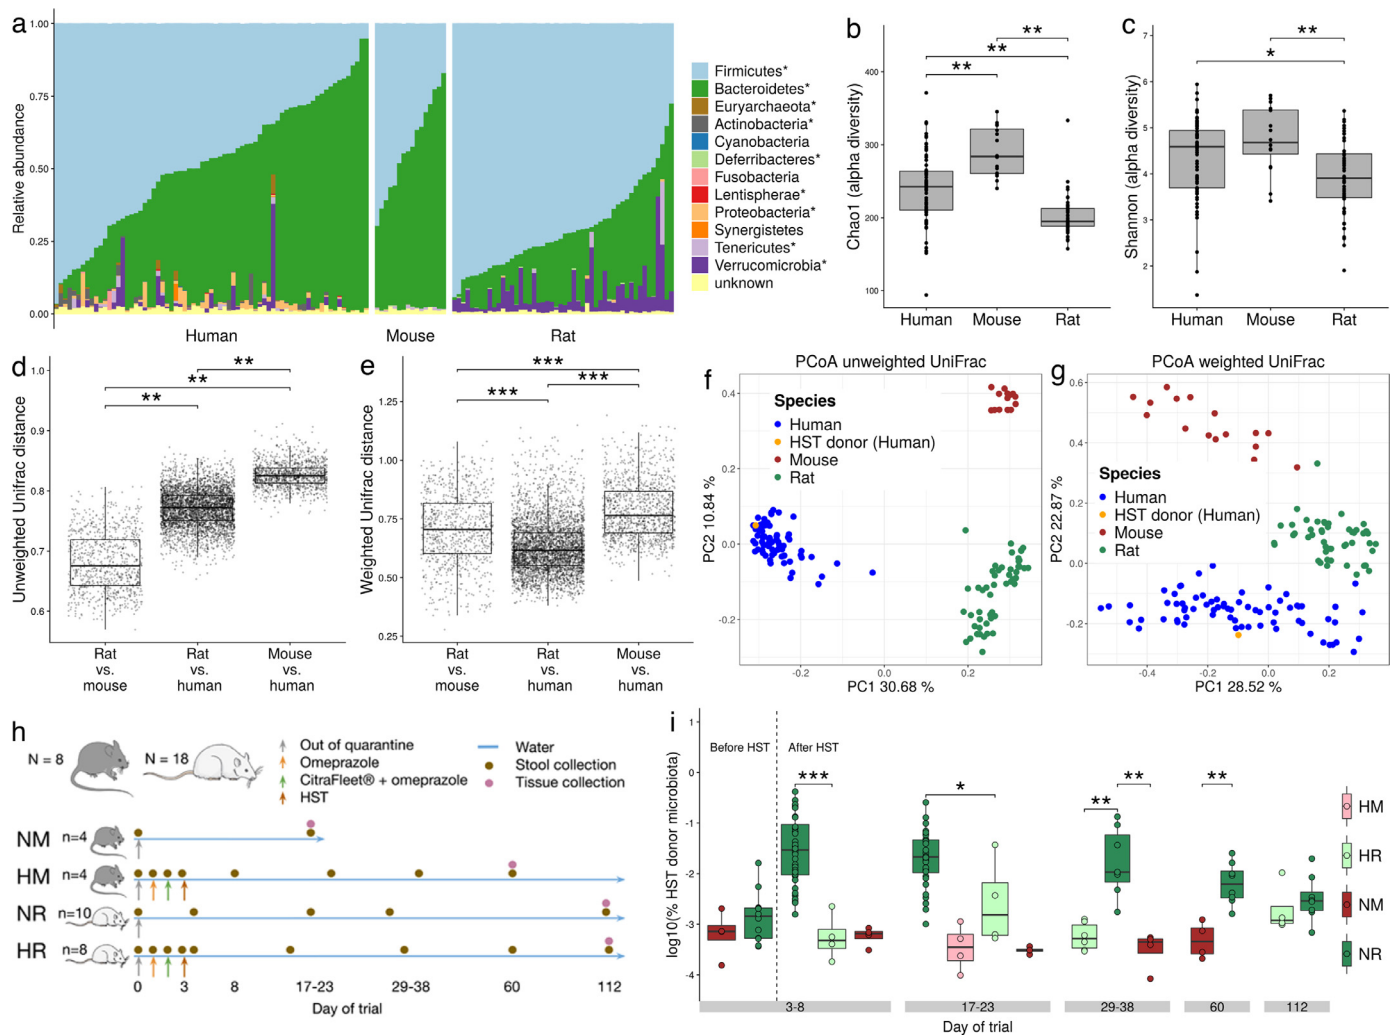 a
1.00
0.75
0.50
0.25
0.00
Relative abundance
Human
Mouse
Rat
Firmicutes*
Bacteroidetes*
Euryarchaeota*
Actinobacteria*
Cyanobacteria
Deferribacteres*
Fusobacteria
Lentispherae*
Proteobacteria*
Synergistetes
Tenericutes*
Verrucomicrobia*
unknown
b
Chao1 (alpha diversity)
400
300
200
100
**
**
**
Human
Mouse
Rat
c
Shannon (alpha diversity)
7
6
5
4
3
2
**
*
Human
Mouse
Rat
d
Unweighted Unifrac distance
1.0
0.9
0.8
0.7
0.6
**
**
**
Rat vs. mouse
Rat vs. human
Mouse vs. human
e
Weighted Unifrac distance
1.25
1.00
0.75
0.50
0.25
***
***
***
Rat vs. mouse
Rat vs. human
Mouse vs. human
f
PCoA unweighted UniFrac
Species
Human
HST donor (Human)
Mouse
Rat
PC2 10.84 %
0.4
0.2
0.0
-0.2
-0.2
0.0
0.2
PC1 30.68 %
g
PCoA weighted UniFrac
Species
Human
HST donor (Human)
Mouse
Rat
PC2 22.87 %
0.6
0.4
0.2
0.0
-0.2
-0.4
-0.2
0.0
0.2
PC1 28.52 %
h
N = 8
N = 18
Out of quarantine
Omeprazole
CitraFleet® + omeprazole
HST
Water
Stool collection
Tissue collection
NM n=4
HM n=4
NR n=10
HR n=8
0 3 8 17-23 29-38 60 112
Day of trial
i
log10(% HST donor microbiota)
1
0
-1
-2
-3
-4
Before HST
After HST
***
*
**
**
**
3-8
17-23
29-38
60
112
Day of trial
HM
HR
NM
NR